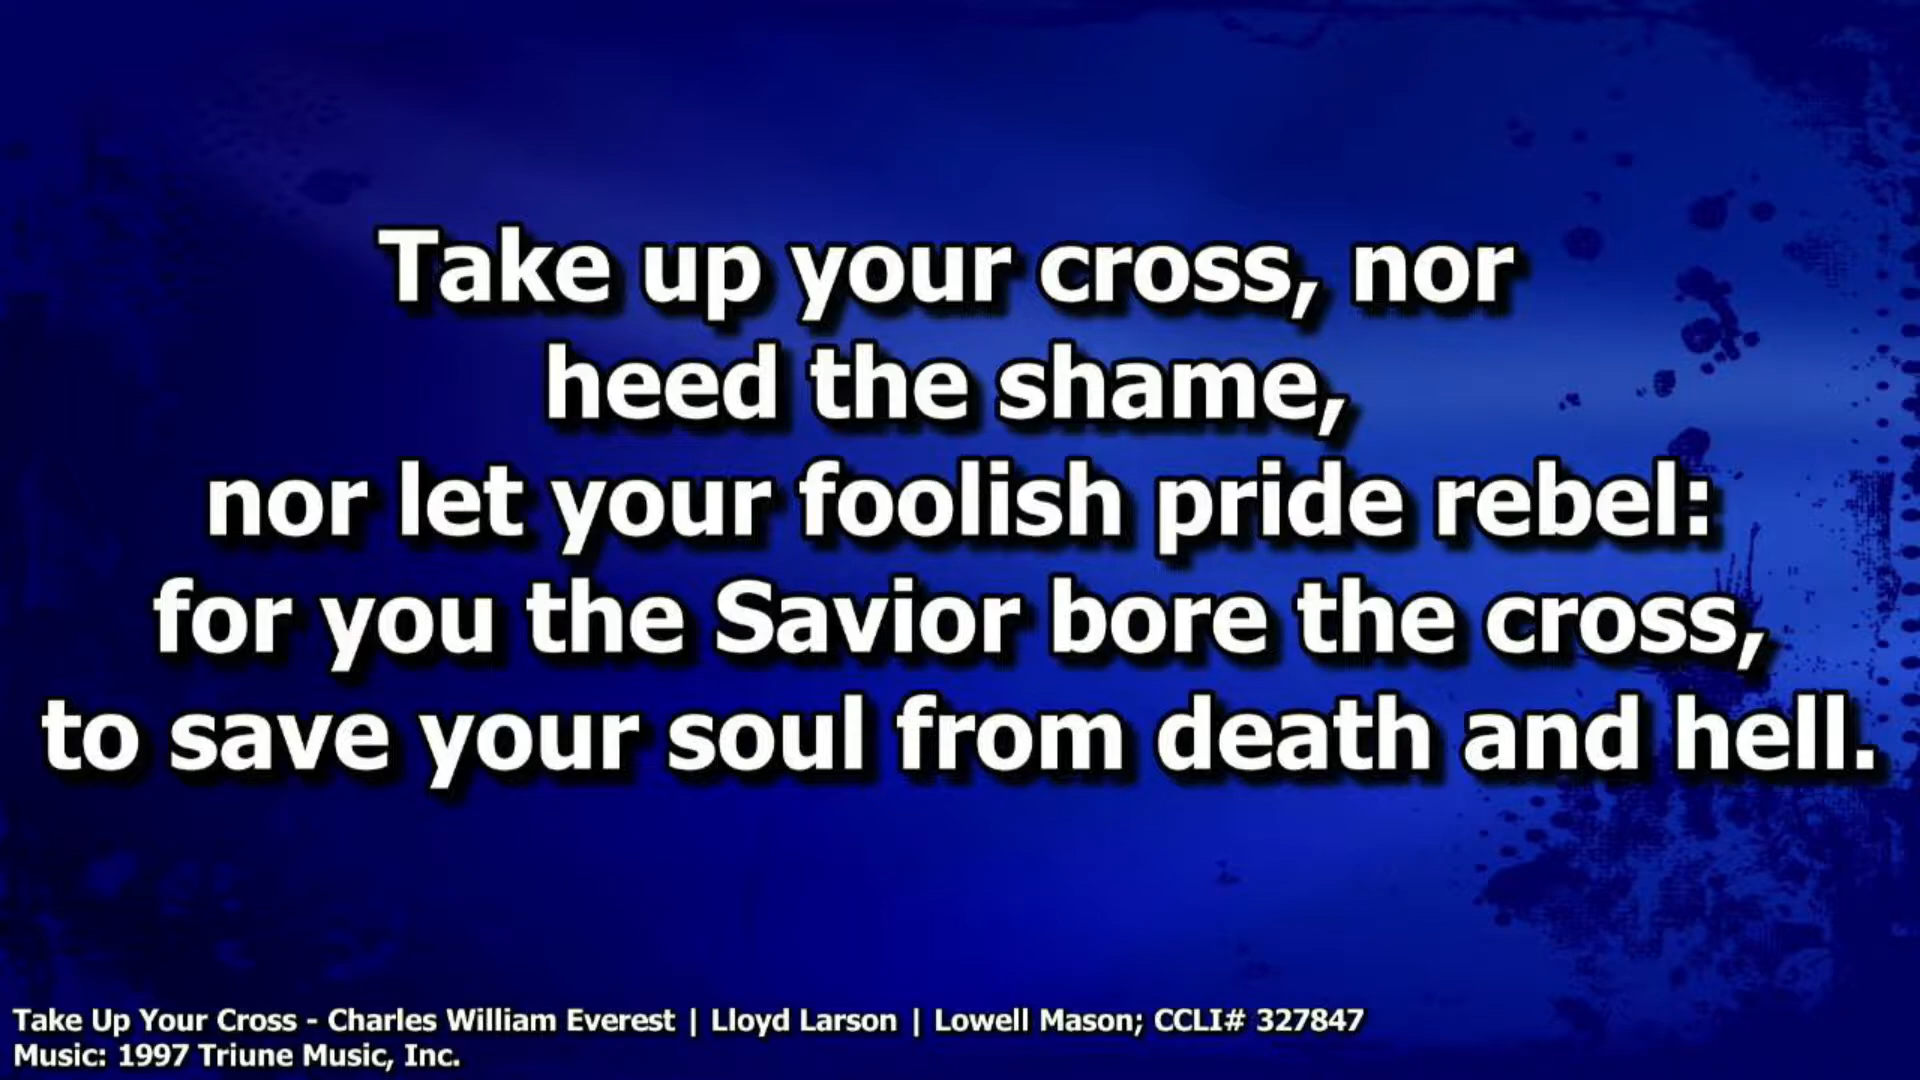 Take up your cross, nor
heed the shame,
nor let your foolish pride rebel:
for you the Savior bore the cross,
to save your soul from death and hell.
Take Up Your Cross - Charles William Everest | Lloyd Larson | Lowell Mason; CCLI# 327847
Music: 1997 Triune Music, Inc.